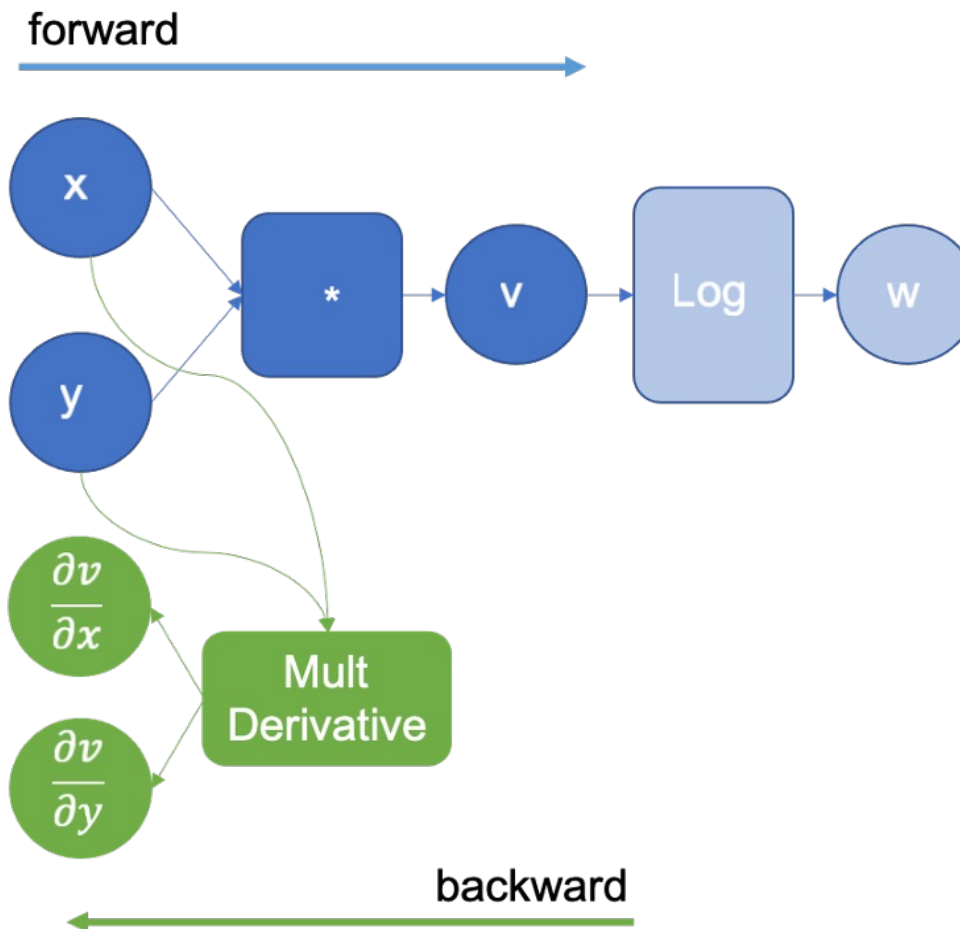 forward
x
*
v
Log
w
y
∂v
∂x
Mult
Derivative
∂v
∂y
backward